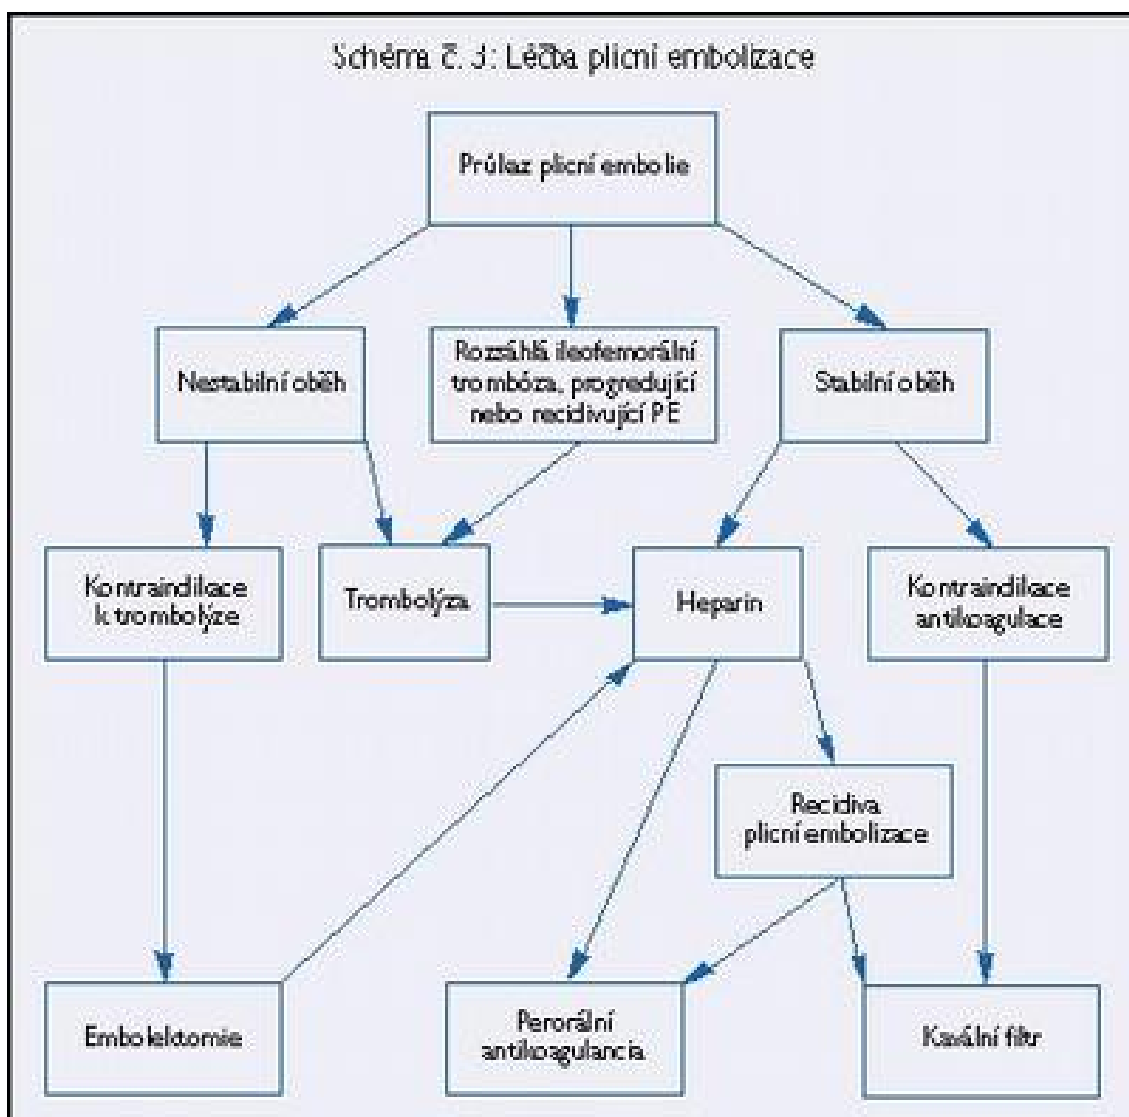 Schéma č. 3: Léčba plicní embolizace
Průkaz plicní embolie
Nestabilní oběh
Rozsáhlá ileofemorální
trombóza, progredující
nebo recidivující PE
Stabilní oběh
Kontraindikace
k trombolýze
Trombolýza
Heparin
Kontraindikace
antikoagulace
Recidiva
plicní embolizace
Embolektomie
Perorální
antikoagulancia
Kavální filtr